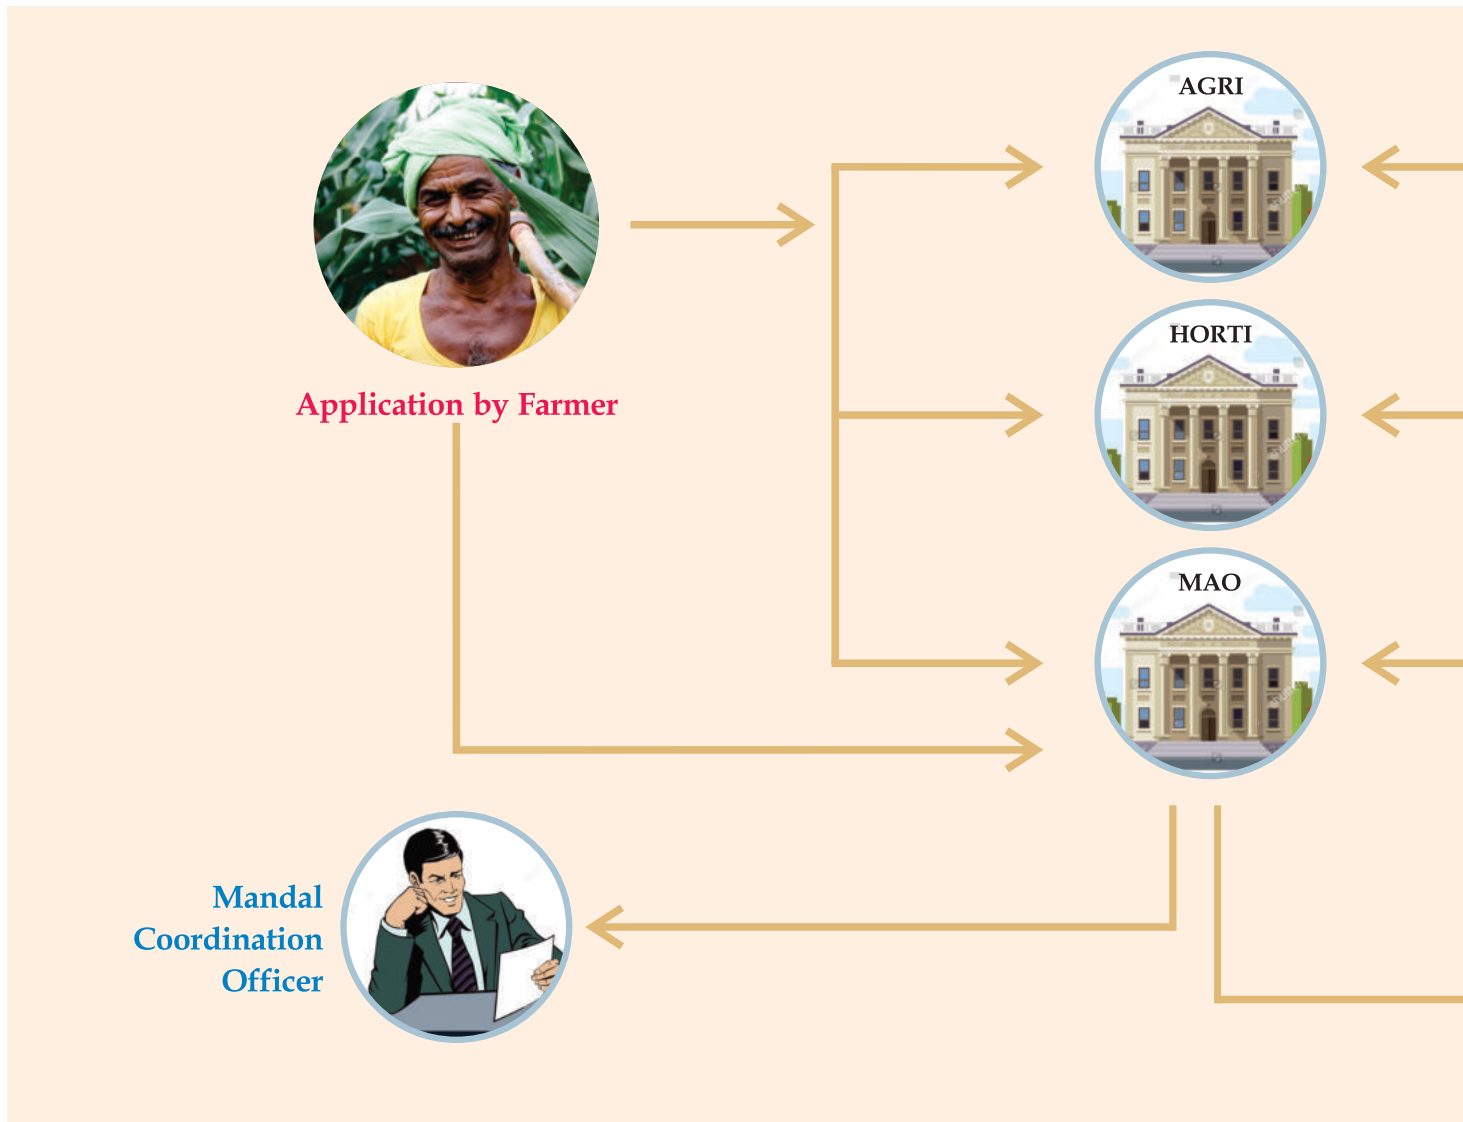 AGRI
HORTI
Application by Farmer
MAO
Mandal
Coordination
Officer